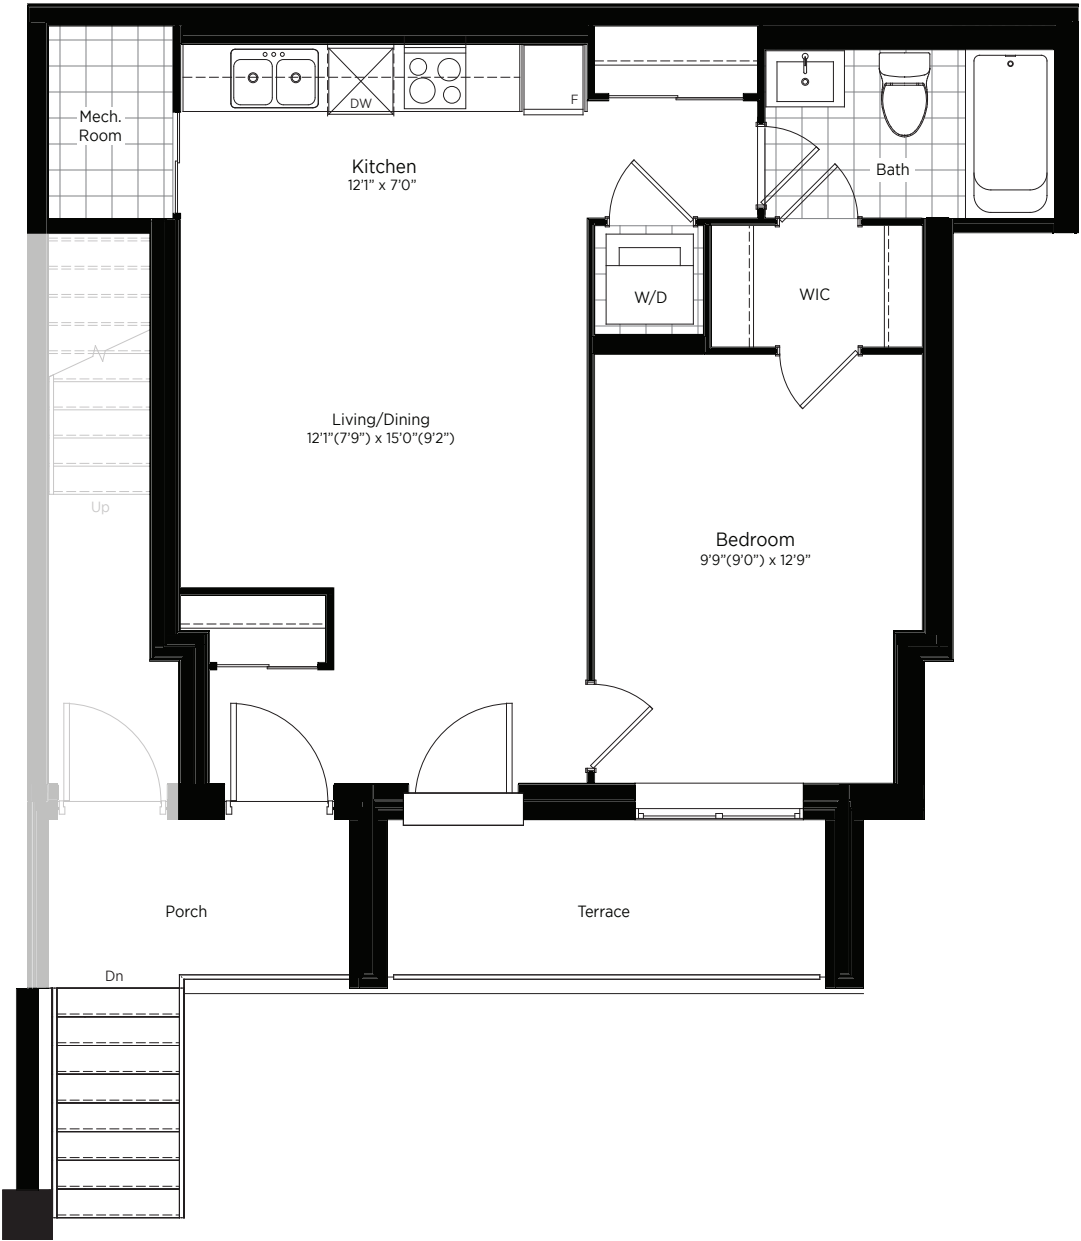 Mech.
Room
DW
F
Kitchen
12'1" x 7'0"
Bath
W/D
WIC
Living/Dining
12'1"(7'9") x 15'0"(9'2")
Up
Bedroom
9'9"(9'0") x 12'9"
Porch
Terrace
Dn